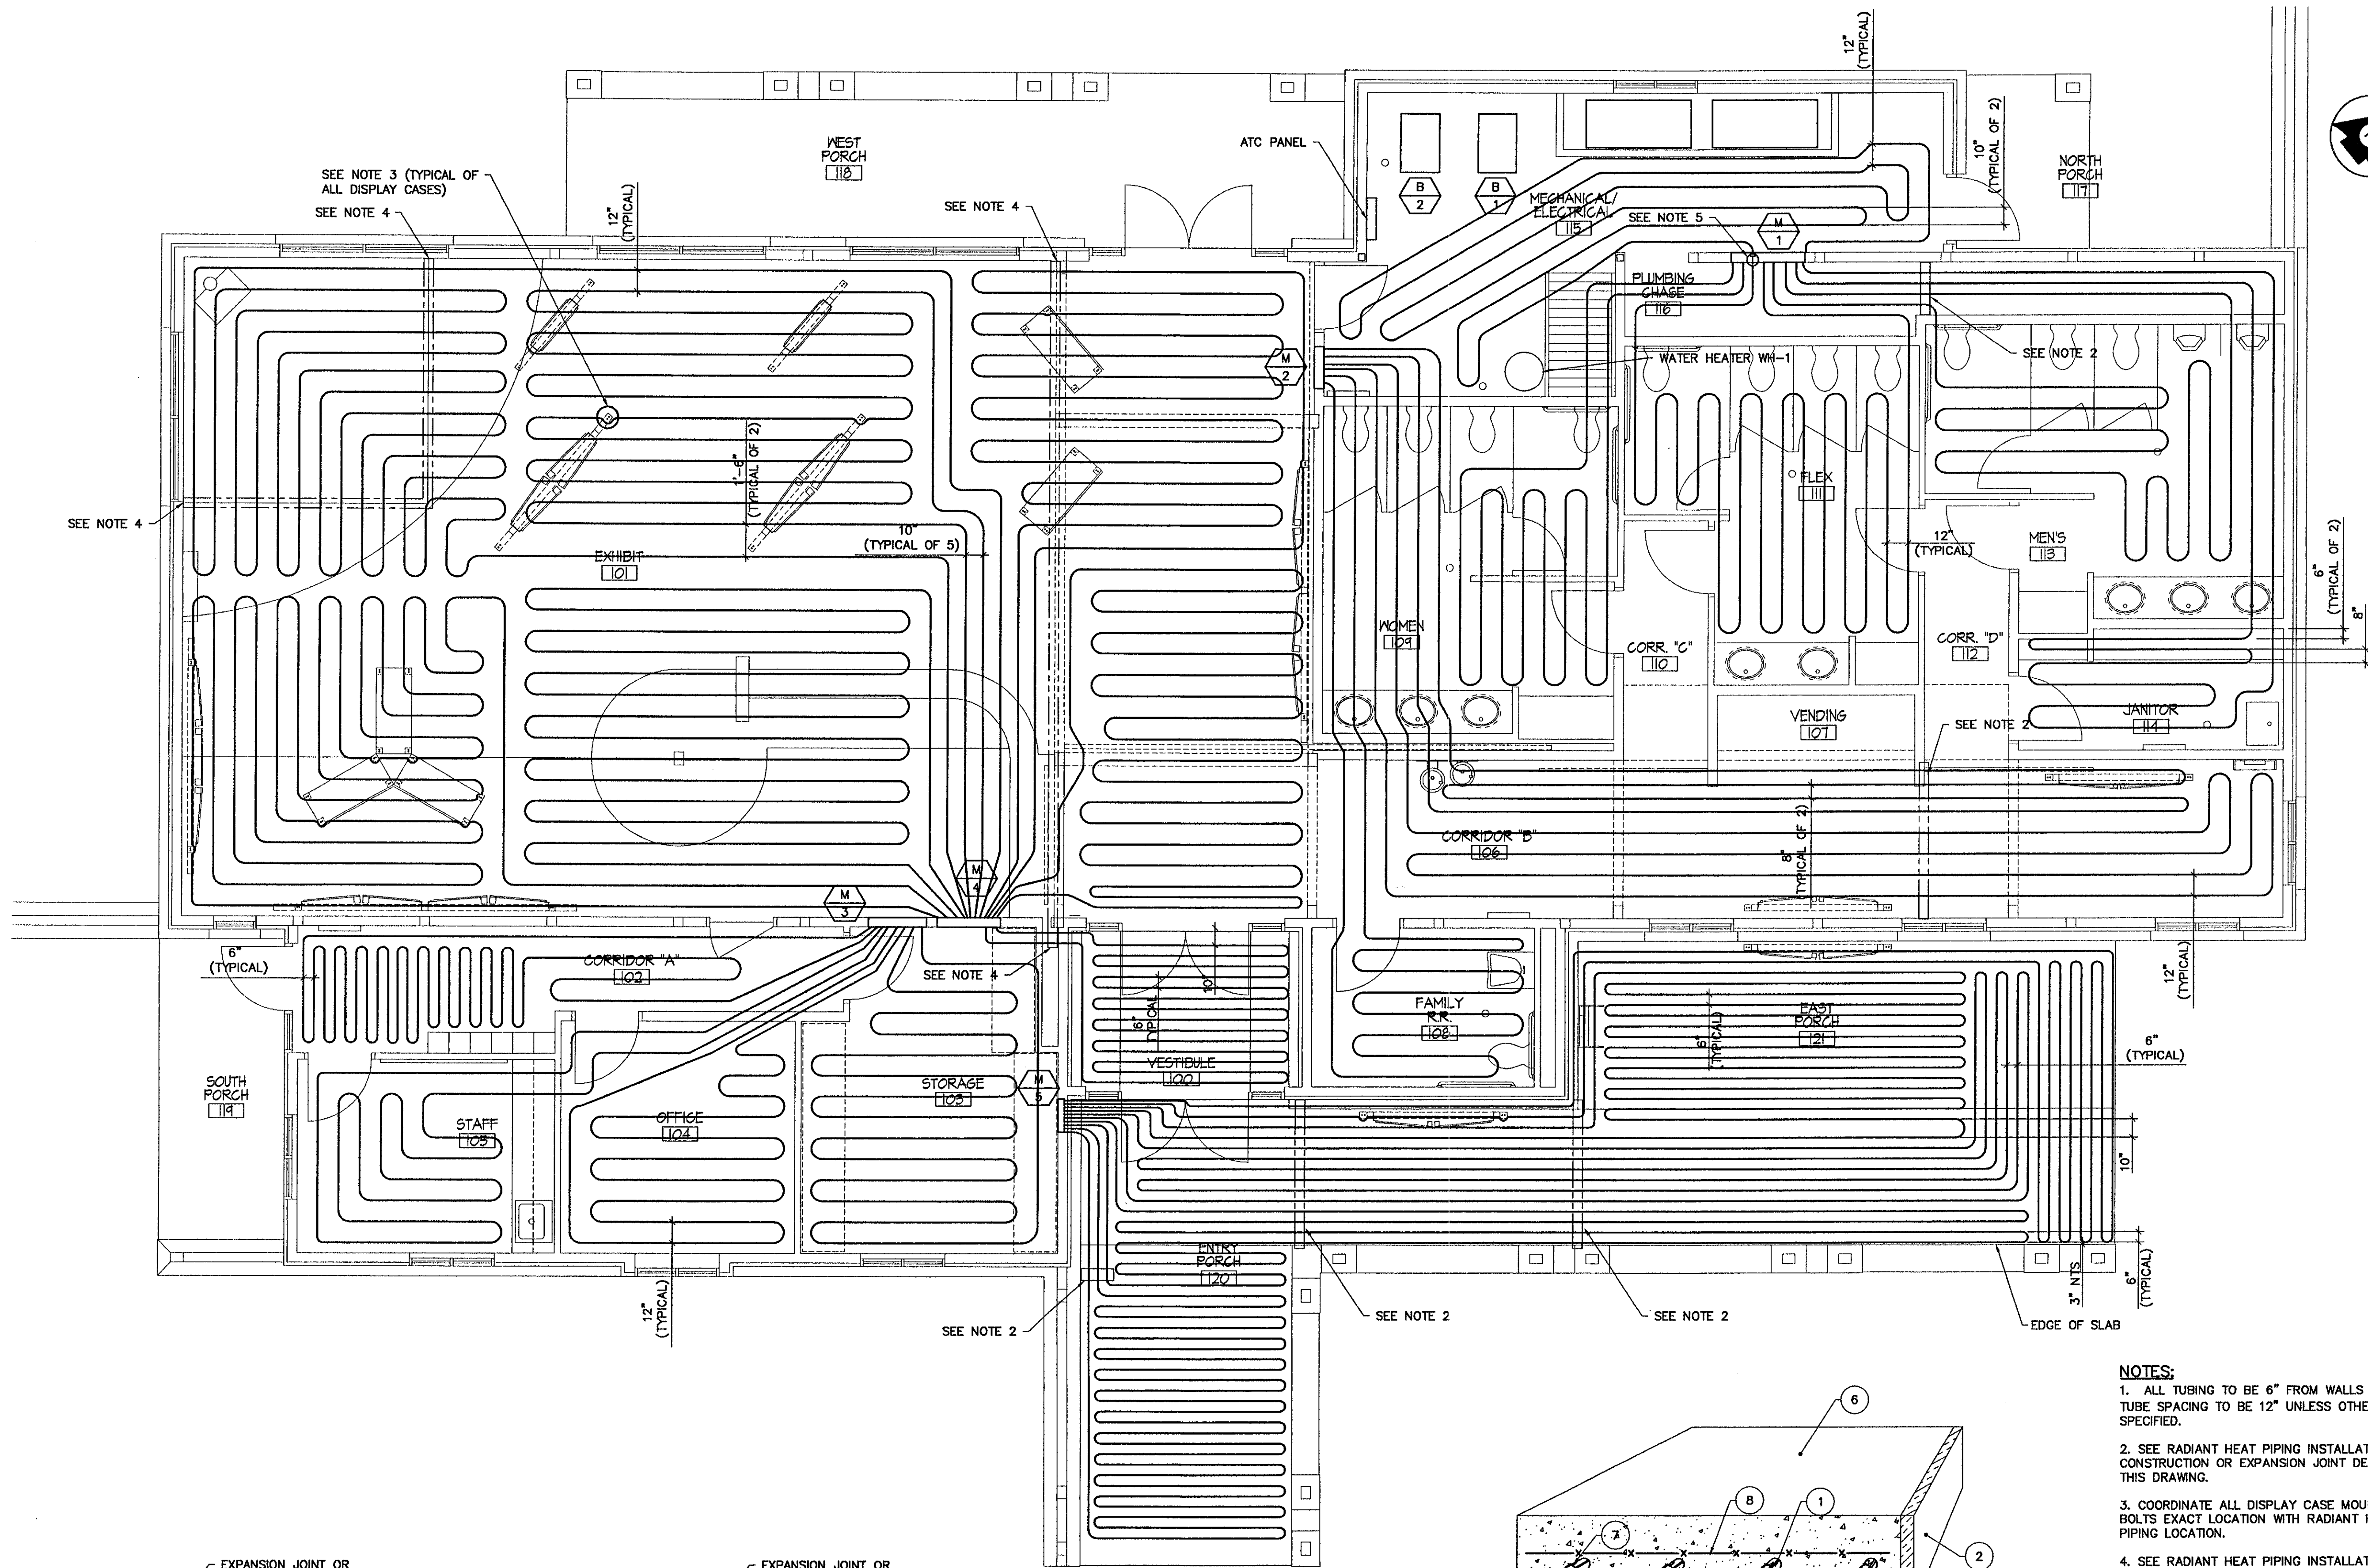 12"
(TYPICAL)
WEST
PORCH
118
ATC PANEL
SEE NOTE 3 (TYPICAL OF
ALL DISPLAY CASES)
SEE NOTE 4
12"
(TYPICAL)
SEE NOTE 4
B
2
B
1
MECHANICAL/
ELECTRICAL
115
SEE NOTE 5
M
1
10"
(TYPICAL OF 2)
NORTH
PORCH
117
PLUMBING
CHASE
116
M
2
WATER HEATER WH-1
SEE NOTE 2
SEE NOTE 4
1'-6"
(TYPICAL OF 2)
10"
(TYPICAL OF 5)
EXHIBIT
101
FLEX
111
12"
(TYPICAL)
MEN'S
113
6"
(TYPICAL OF 2)
8"
WOMEN
109
CORR. "C"
110
CORR. "D"
112
VENDING
107
SEE NOTE 2
JANITOR
114
CORRIDOR "B"
106
8"
(TYPICAL OF 2)
M
3
M
4
6"
(TYPICAL)
CORRIDOR "A"
102
SEE NOTE 4
10"
6"
TYPICAL
12"
(TYPICAL)
FAMILY
R.R.
108
EAST
PORCH
121
6"
(TYPICAL)
6"
(TYPICAL)
SOUTH
PORCH
119
STAFF
105
OFFICE
104
STORAGE
103
M
5
VESTIBULE
100
10"
ENTRY
PORCH
120
12"
(TYPICAL)
SEE NOTE 2
SEE NOTE 2
SEE NOTE 2
3" NTS
6"
(TYPICAL)
EDGE OF SLAB
NOTES:
1. ALL TUBING TO BE 6" FROM WALLS
TUBE SPACING TO BE 12" UNLESS
SPECIFIED.
2. SEE RADIANT HEAT PIPING
CONSTRUCTION OR EXPANSION JOINT
THIS DRAWING.
3. COORDINATE ALL DISPLAY CASE
BOLTS EXACT LOCATION WITH RADIANT
PIPING LOCATION.
4. SEE RADIANT HEAT PIPING
6
8
1
7
2
EXPANSION JOINT OR
EXPANSION JOINT OR